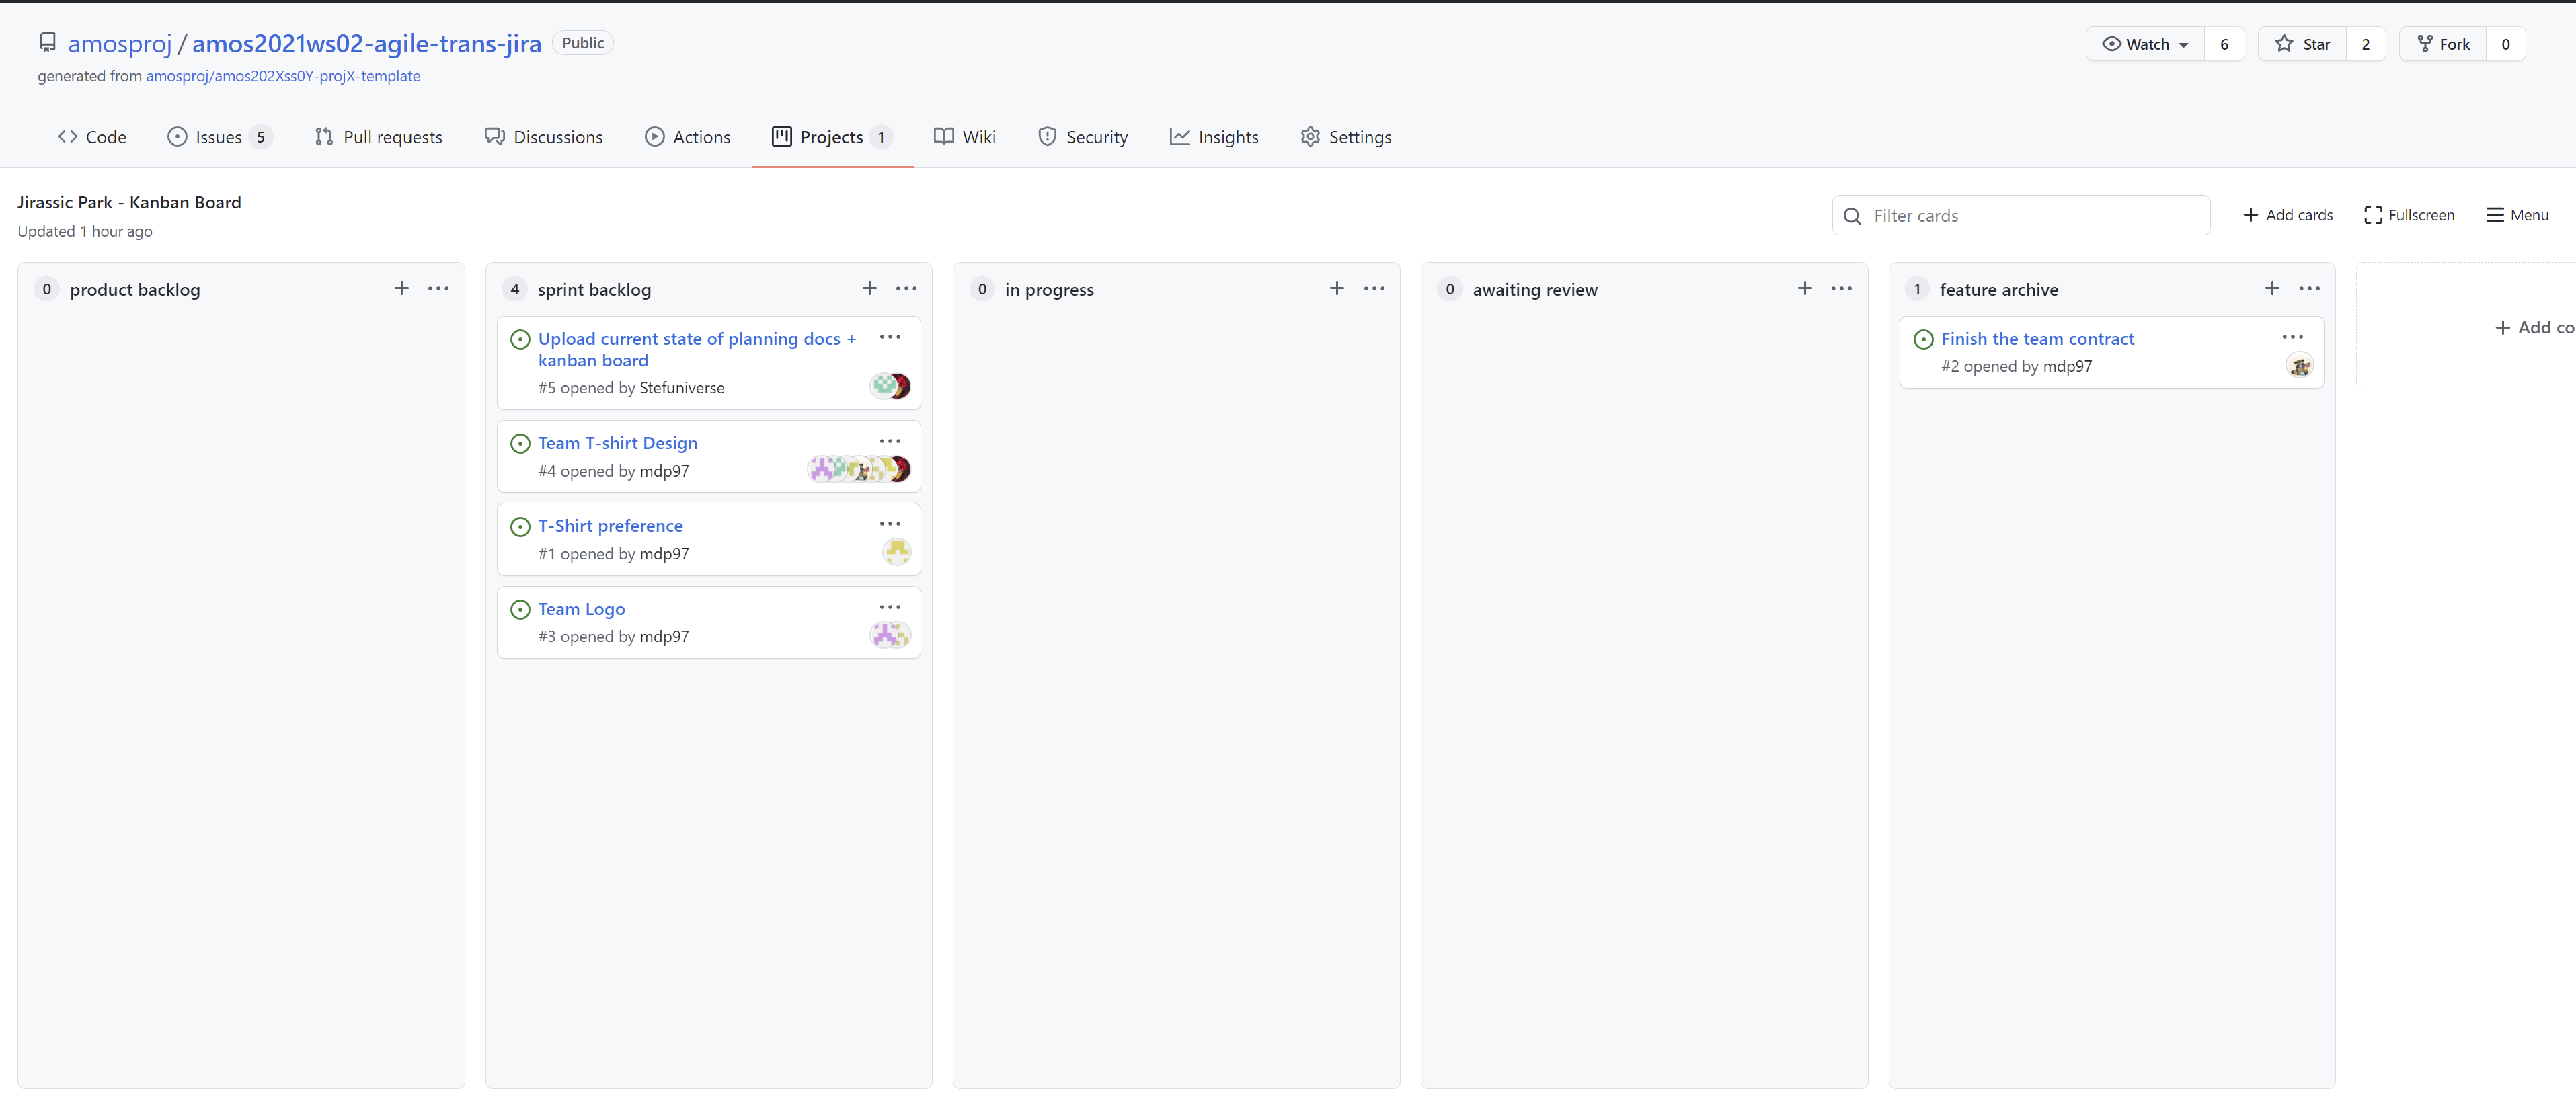 amosproj / amos2021ws02-agile-trans-jira Public
Watch 6 Star 2 Fork 0
generated from amosproj/amos202Xss0Y-projX-template
Code Issues 5 Pull requests Discussions Actions Projects 1 Wiki Security Insights Settings
Jirassic Park - Kanban Board
Updated 1 hour ago
Filter cards
Add cards Fullscreen Menu
0 product backlog
4 sprint backlog
Upload current state of planning docs +
kanban board
#5 opened by Stefuniverse
Team T-shirt Design
#4 opened by mdp97
T-Shirt preference
#1 opened by mdp97
Team Logo
#3 opened by mdp97
0 in progress
0 awaiting review
1 feature archive
Finish the team contract
#2 opened by mdp97
+ Add co